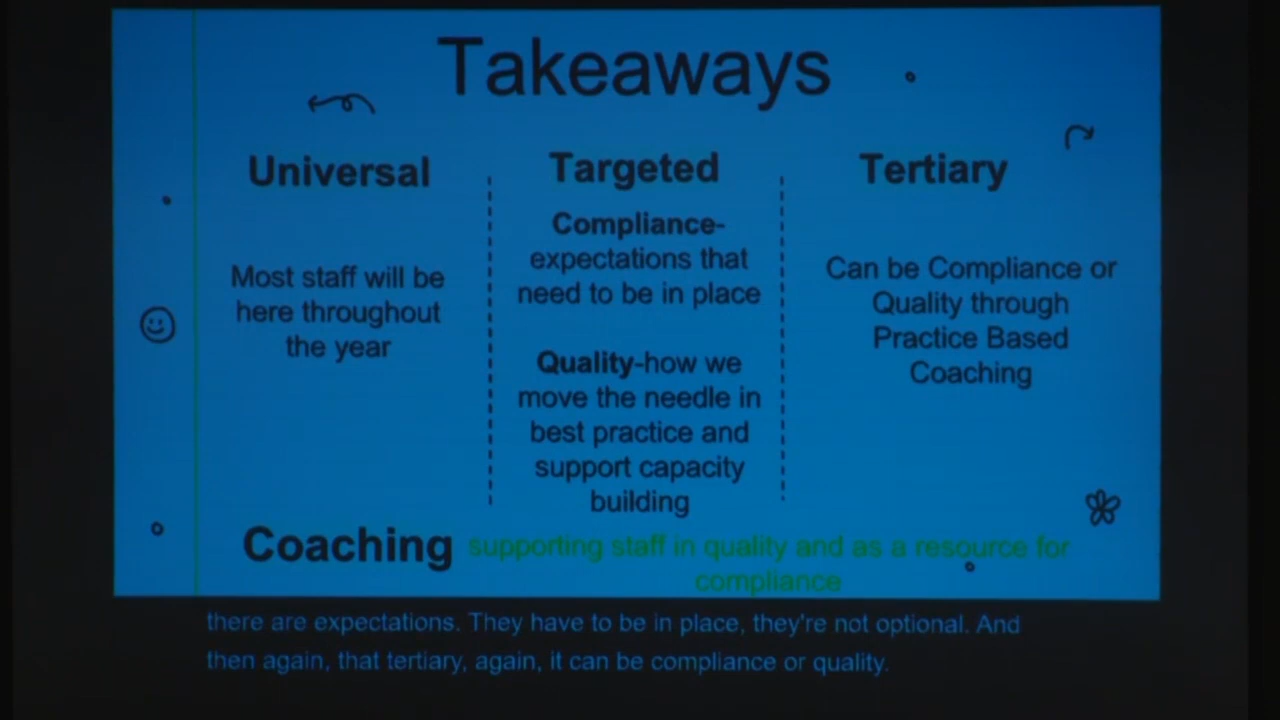 Takeaways
Universal
Most staff will be
here throughout
the year
Targeted
Compliance-
expectations that
need to be in place
Quality-how we
move the needle in
best practice and
support capacity
building
Tertiary
Can be Compliance or
Quality through
Practice Based
Coaching
Coaching supporting staff in quality and as a resource for
compliance
there are expectations. They have to be in place, they're not optional. And
then again, that tertiary, again, it can be compliance or quality.